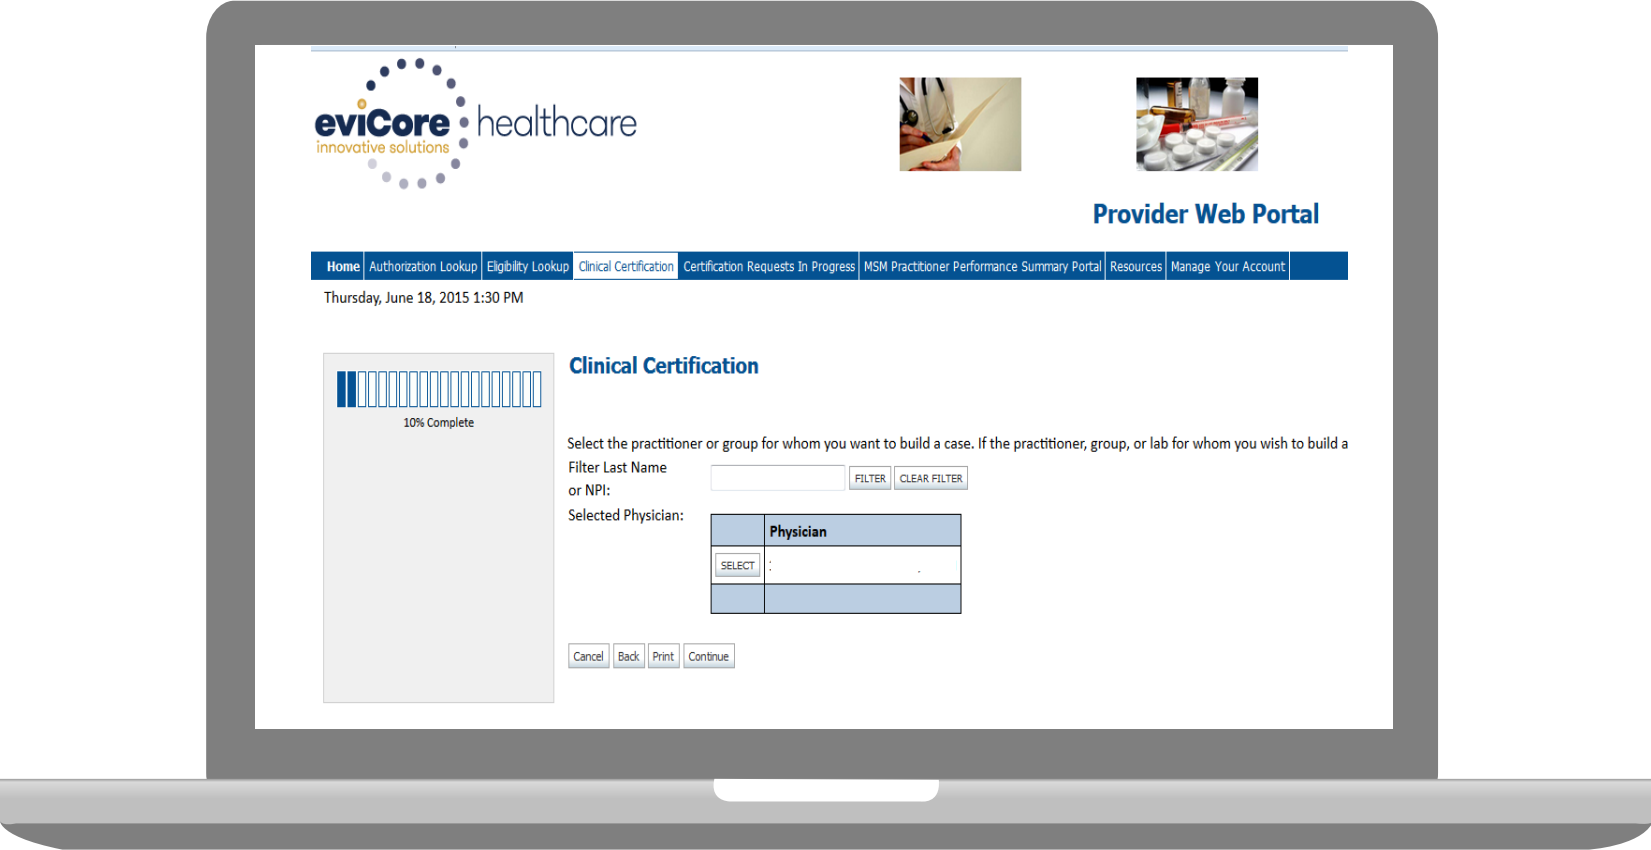 eviCore healthcare
innovative solutions
Provider Web Portal
Home Authorization Lookup Eligibility Lookup Clinical Certification Certification Requests In Progress MSM Practitioner Performance Summary Portal Resources Manage Your Account
Thursday, June 18, 2015 1:30 PM
Clinical Certification
10% Complete
Select the practitioner or group for whom you want to build a case. If the practitioner, group, or lab for whom you wish to build a
Filter Last Name
or NPI:
FILTER CLEAR FILTER
Selected Physician:
Physician
SELECT :
Cancel Back Print Continue